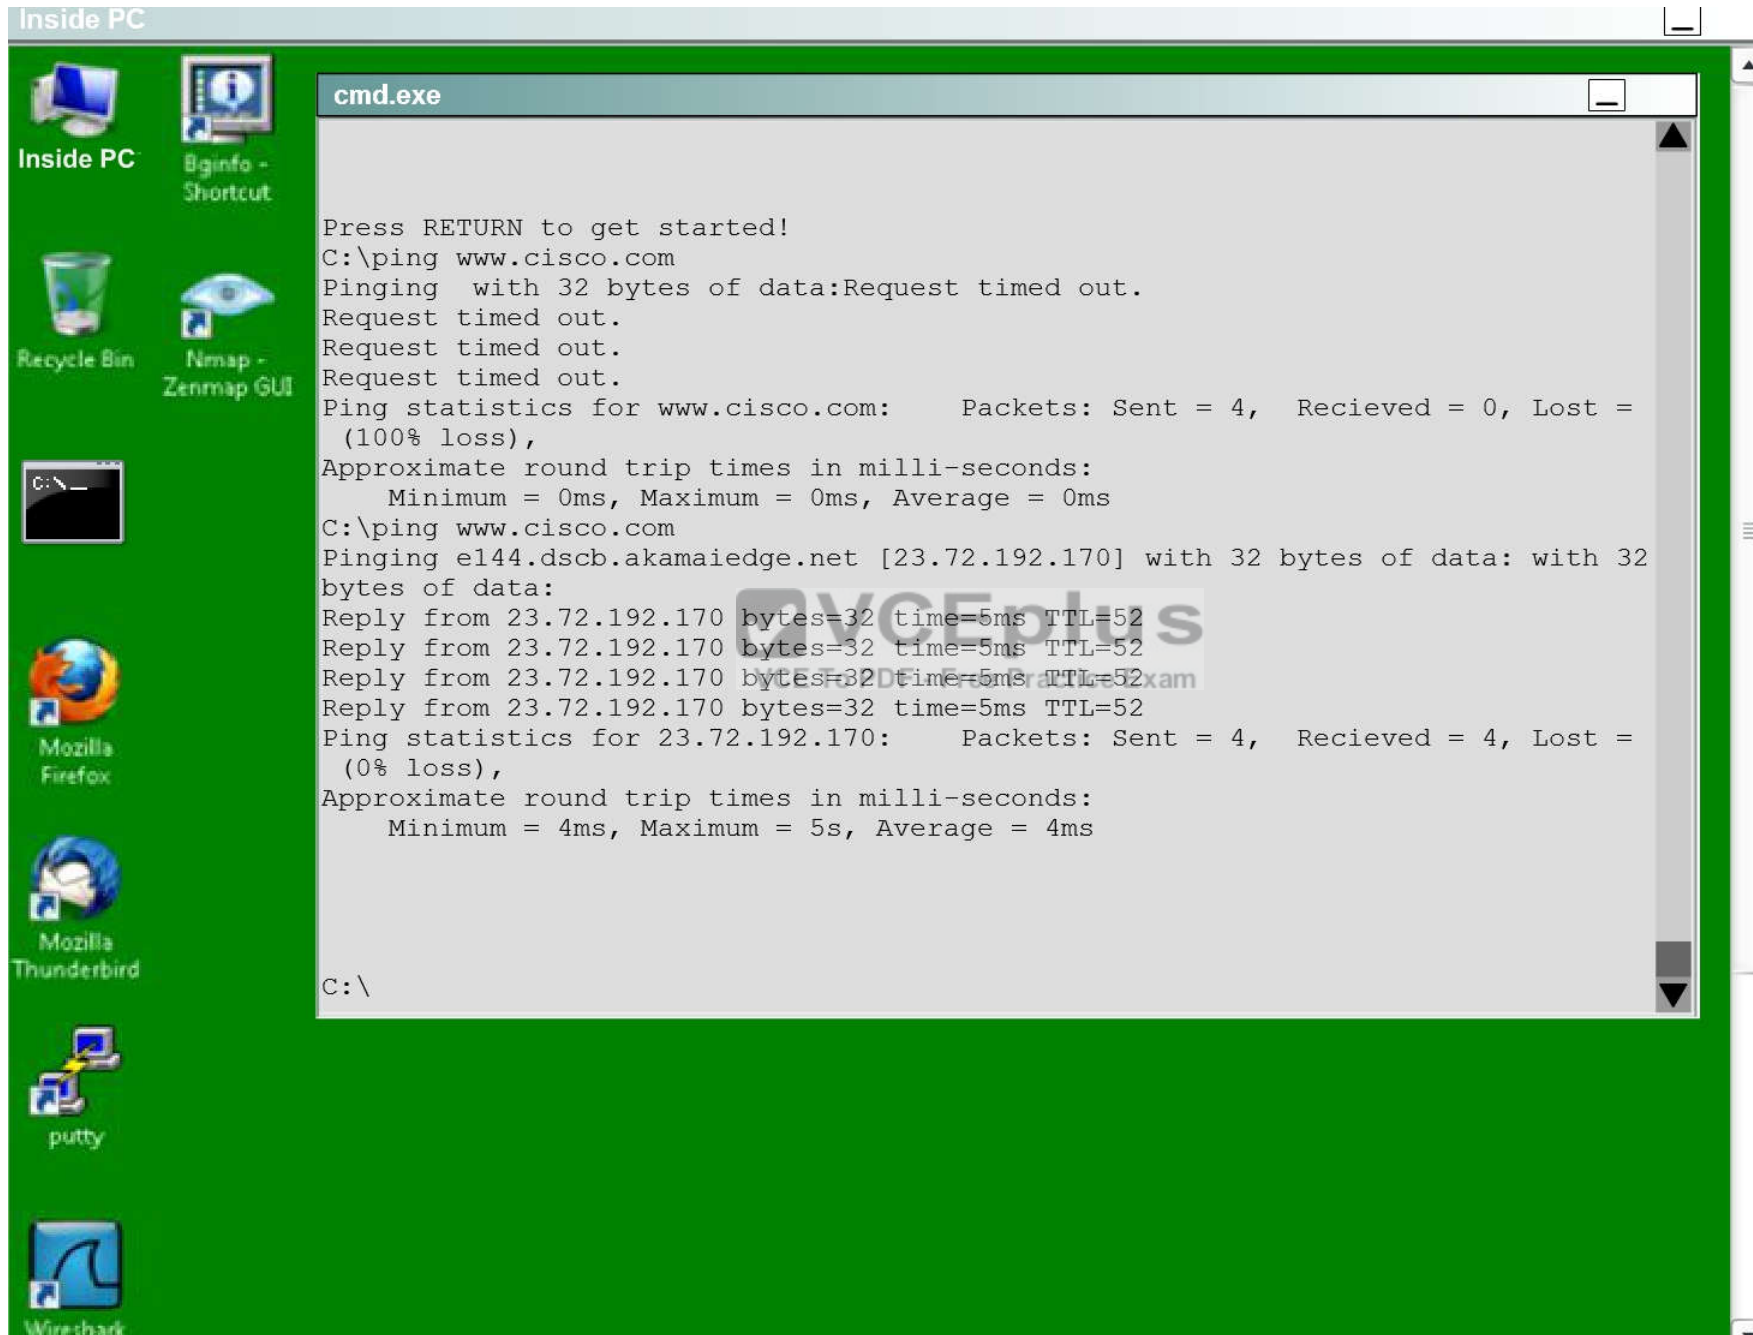 Inside PC
cmd.exe
Inside PC
Bginfo -
Shortcut
Recycle Bin
Nmap -
Zenmap GUI
C:\_
Mozilla
Firefox
Mozilla
Thunderbird
putty
Wireshark
Press RETURN to get started!
C:\ping www.cisco.com
Pinging  with 32 bytes of data:Request timed out.
Request timed out.
Request timed out.
Request timed out.
Ping statistics for www.cisco.com:    Packets: Sent = 4,  Recieved = 0, Lost =
(100% loss),
Approximate round trip times in milli-seconds:
Minimum = 0ms, Maximum = 0ms, Average = 0ms
C:\ping www.cisco.com
Pinging e144.dscb.akamaiedge.net [23.72.192.170] with 32 bytes of data: with 32
bytes of data:
Reply from 23.72.192.170 bytes=32 time=5ms TTL=52
Reply from 23.72.192.170 bytes=32 time=5ms TTL=52
Reply from 23.72.192.170 bytes=32 time=5ms TTL=52
Reply from 23.72.192.170 bytes=32 time=5ms TTL=52
Ping statistics for 23.72.192.170:    Packets: Sent = 4,  Recieved = 4, Lost =
(0% loss),
Approximate round trip times in milli-seconds:
Minimum = 4ms, Maximum = 5s, Average = 4ms
C:\
VCEplus
VCE To PDF - Free Practice Exam